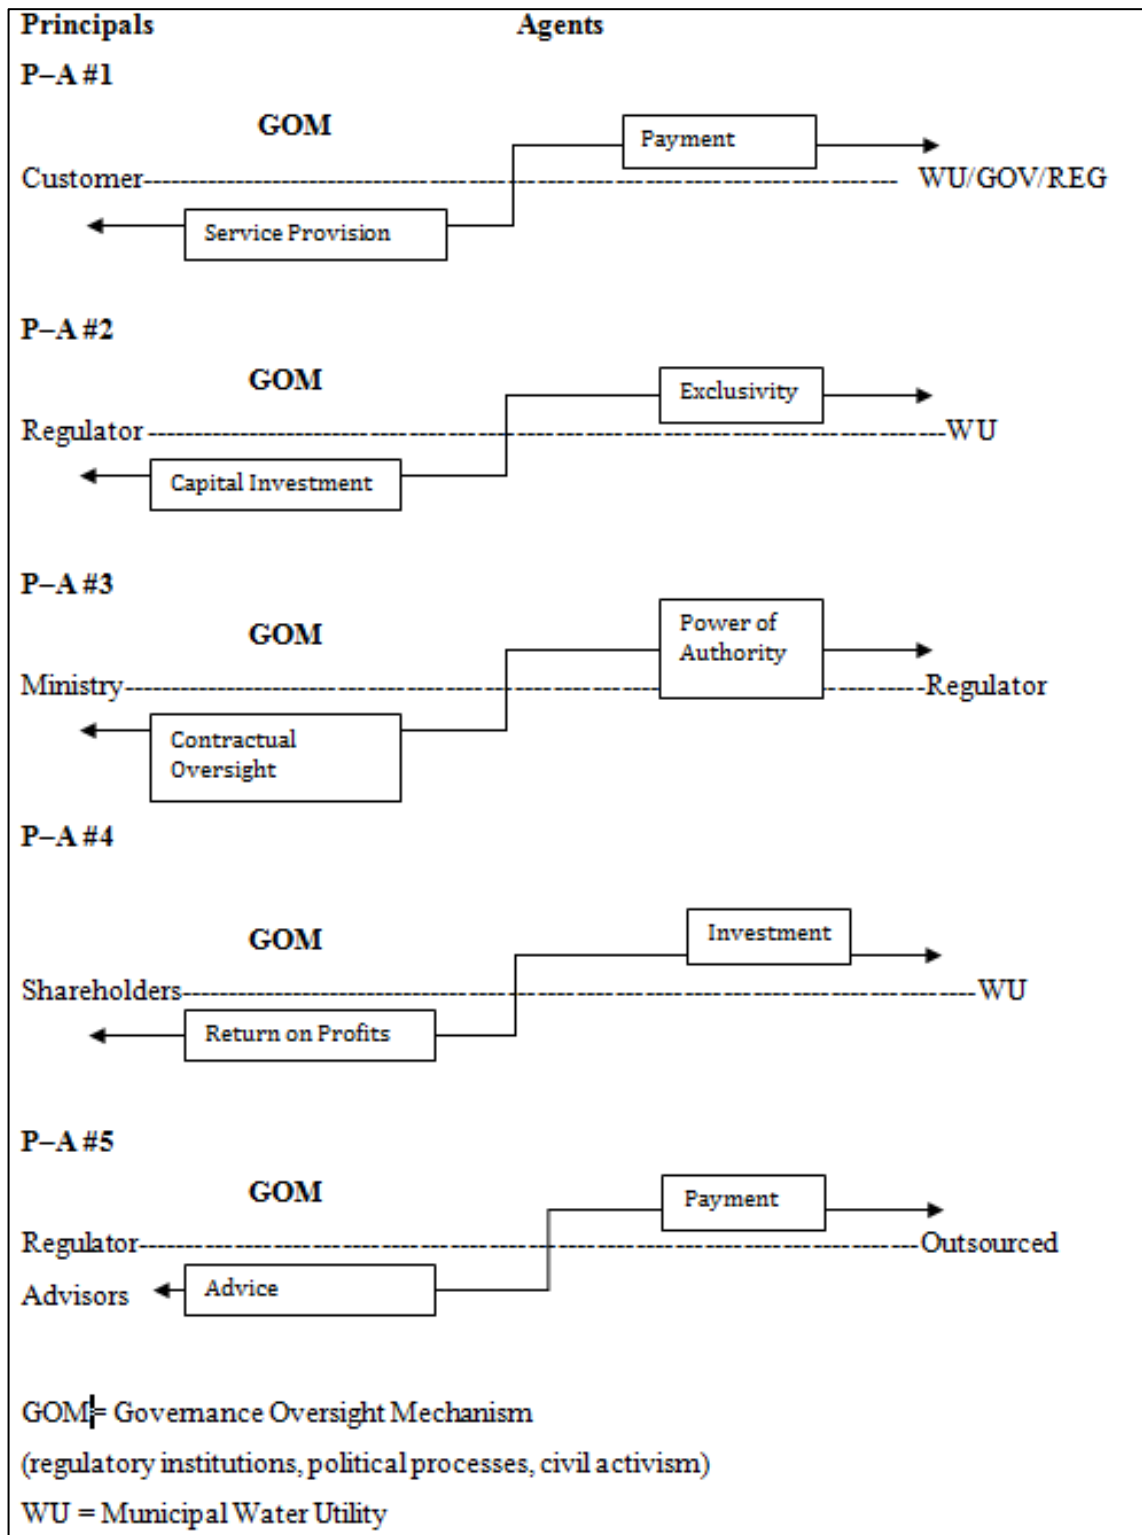 Principals Agents
P–A #1
GOM
Payment
Customer WU/GOV/REG
Service Provision
P–A #2
GOM
Exclusivity
Regulator WU
Capital Investment
P–A #3
GOM
Power of
Authority
Ministry Regulator
Contractual
Oversight
P–A #4
GOM
Investment
Shareholders WU
Return on Profits
P–A #5
GOM
Payment
Regulator Outsourced
Advisors Advice
GOM= Governance Oversight Mechanism
(regulatory institutions, political processes, civil activism)
WU = Municipal Water Utility